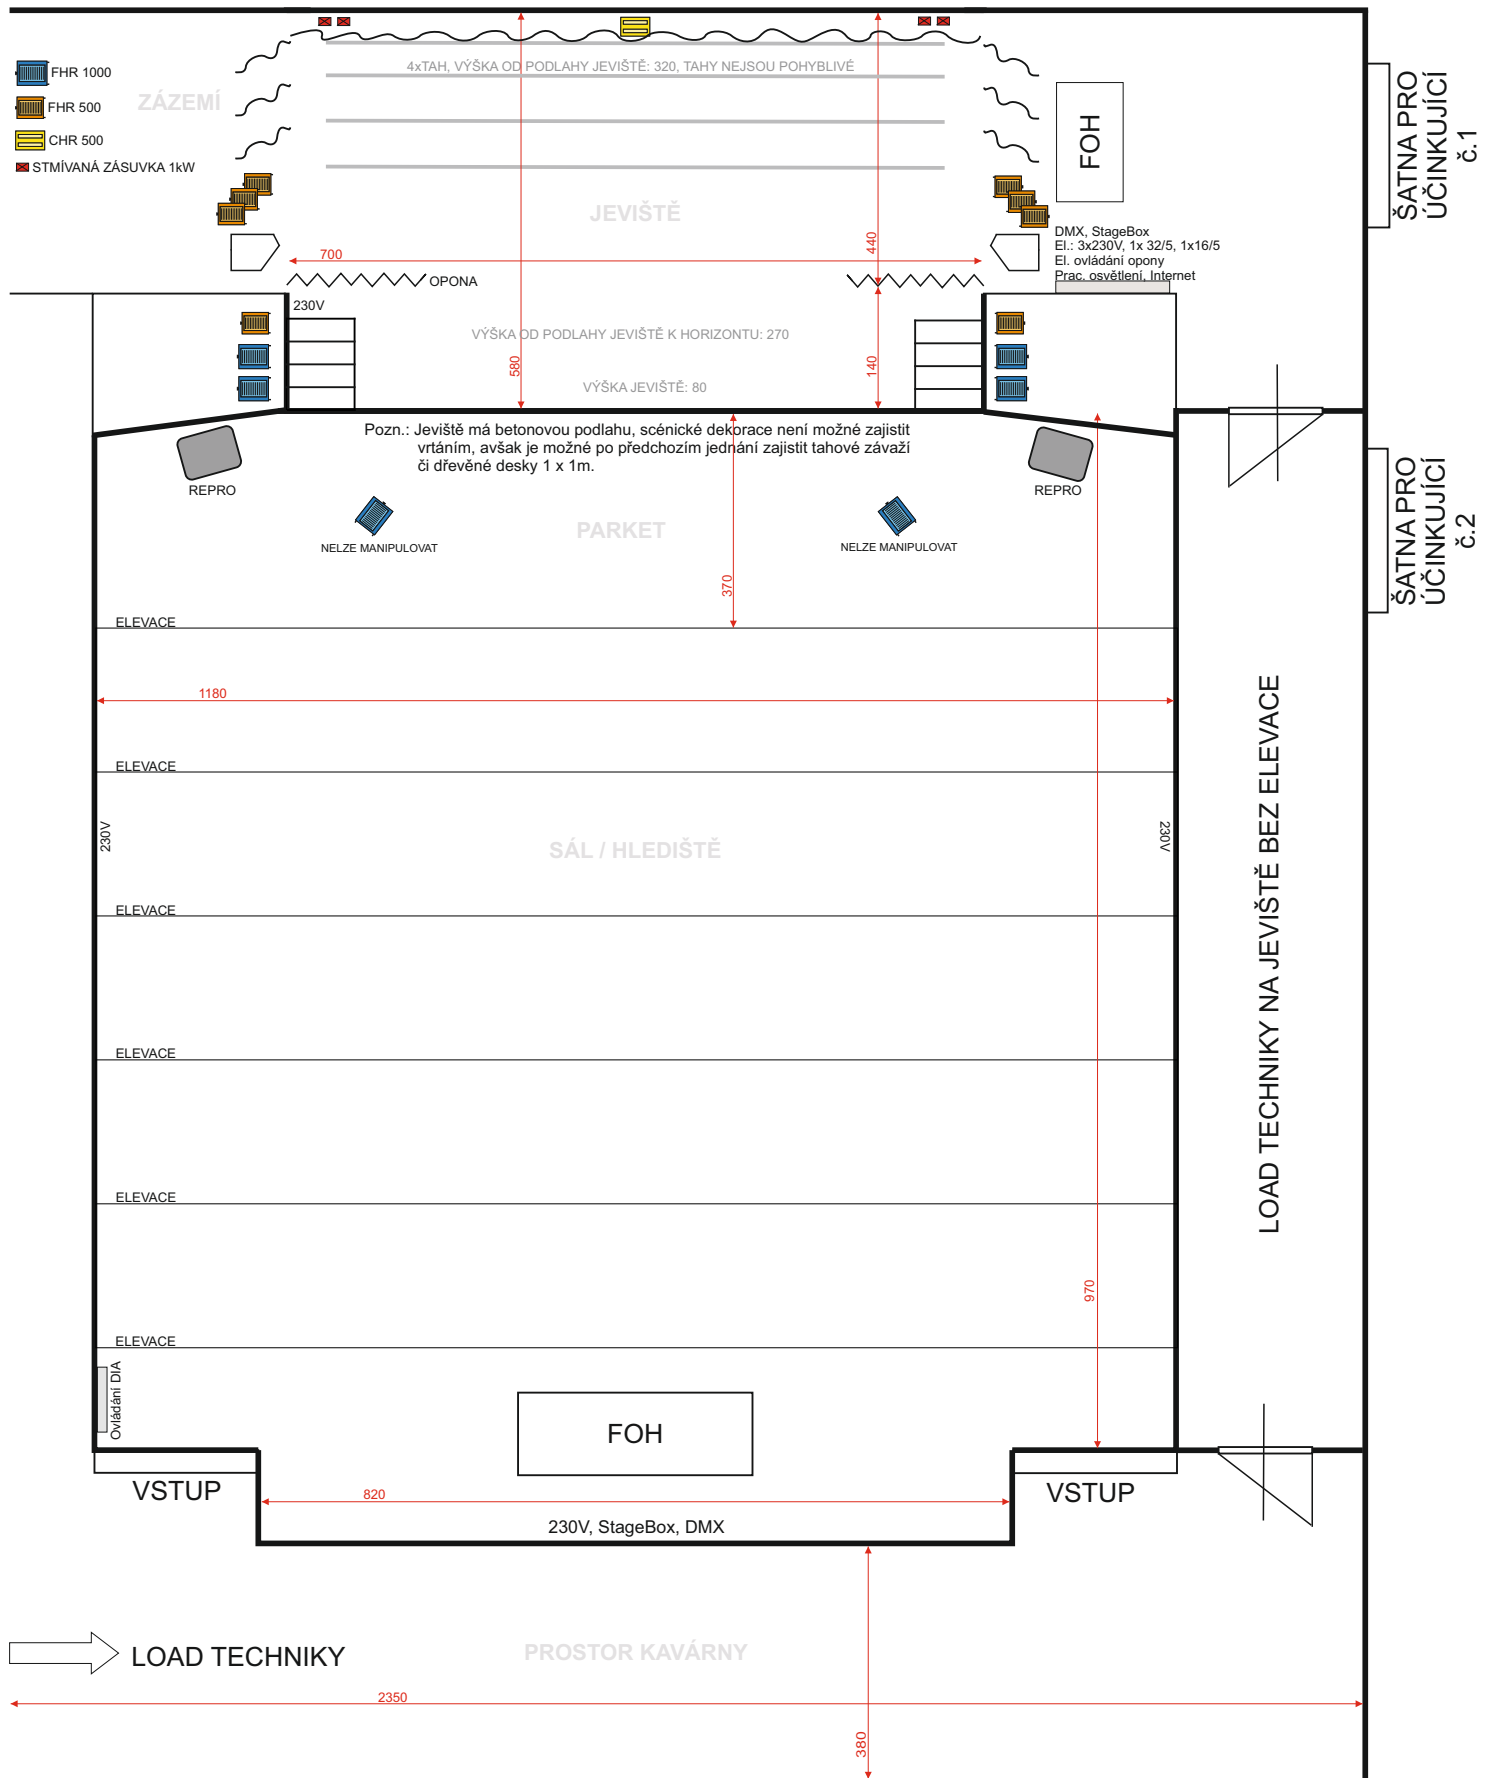 FHR 1000
FHR 500
CHR 500
STMÍVANÁ ZÁSUVKA 1kW
ZÁZEMÍ
4xTAH, VÝŠKA OD PODLAHY JEVIŠTĚ: 320, TAHY NEJSOU POHYBLIVÉ
FOH
ŠATNA PRO
ÚČINKUJÍCÍ
č.1
JEVIŠTĚ
DMX, StageBox
El.: 3x230V, 1x 32/5, 1x16/5
El. ovládání opony
Prac. osvětlení, Internet
700
440
OPONA
230V
VÝŠKA OD PODLAHY JEVIŠTĚ K HORIZONTU: 270
580
140
VÝŠKA JEVIŠTĚ: 80
Pozn.: Jeviště má betonovou podlahu, scénické dekorace není možné zajistit
vrtáním, avšak je možné po předchozím jednání zajistit tahové závaží
či dřevěné desky 1 x 1m.
REPRO
REPRO
ŠATNA PRO
ÚČINKUJÍCÍ
č.2
PARKET
NELZE MANIPULOVAT
NELZE MANIPULOVAT
370
ELEVACE
1180
ELEVACE
230V
SÁL / HLEDIŠTĚ
230V
LOAD TECHNIKY NA JEVIŠTĚ BEZ ELEVACE
ELEVACE
ELEVACE
ELEVACE
970
ELEVACE
Ovládání DIA
FOH
VSTUP
VSTUP
820
230V, StageBox, DMX
LOAD TECHNIKY
PROSTOR KAVÁRNY
2350
380